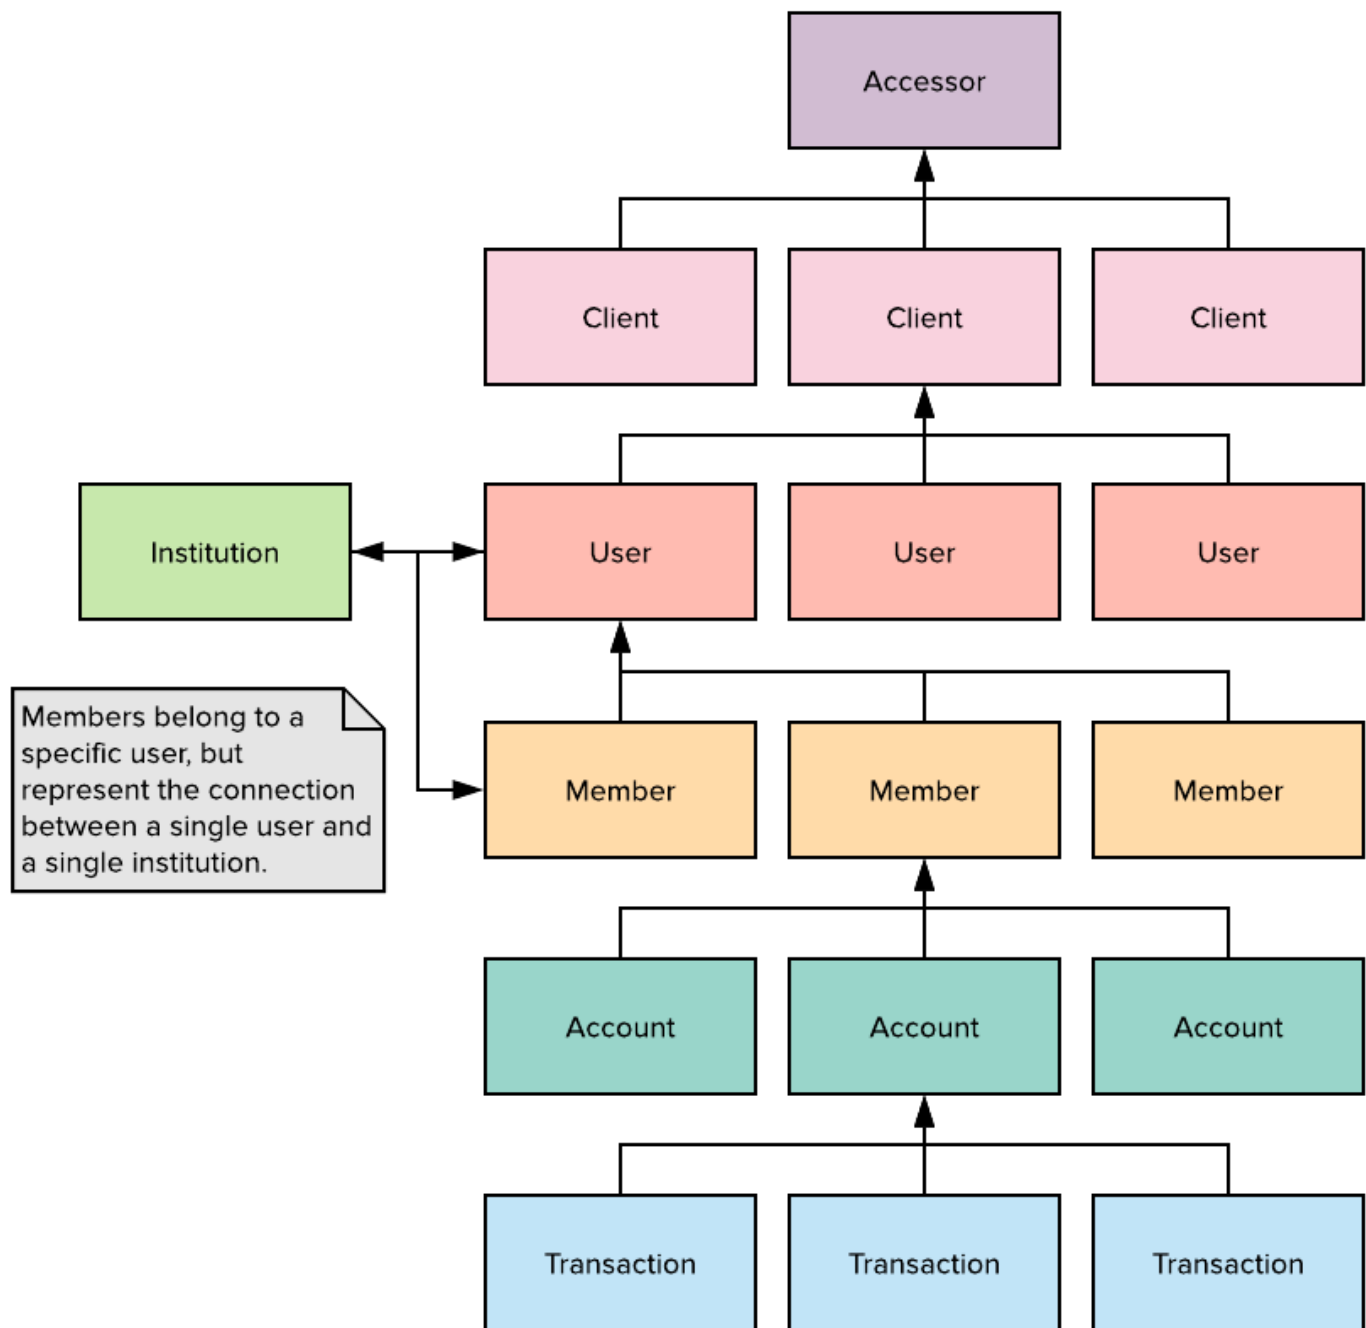 Accessor
Client
Client
Client
Institution
User
User
User
Members belong to a
specific user, but
represent the connection
between a single user and
a single institution.
Member
Member
Member
Account
Account
Account
Transaction
Transaction
Transaction